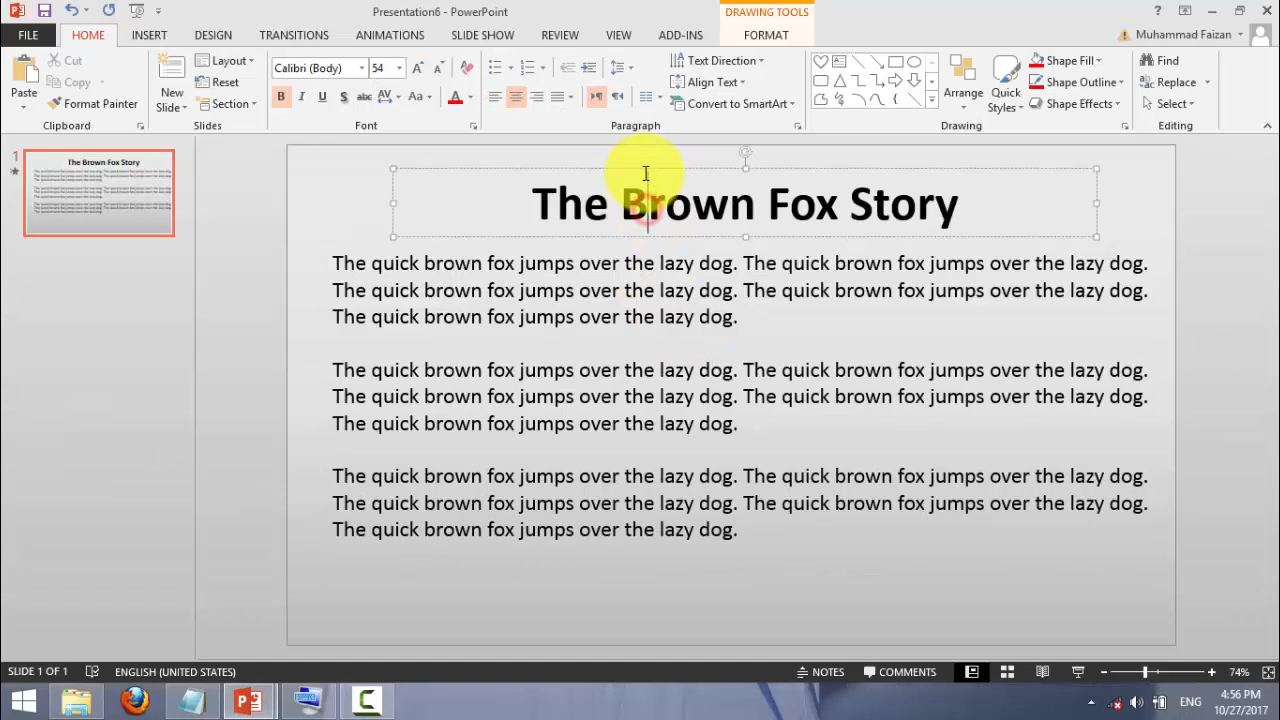 Presentation6 - PowerPoint
DRAWING TOOLS
?
FILE HOME INSERT DESIGN TRANSITIONS ANIMATIONS SLIDE SHOW REVIEW VIEW ADD-INS FORMAT
Muhammad Faizan
Paste
Cut
Copy
Format Painter
Clipboard
New
Slide
Layout
Reset
Section
Slides
Calibri (Body) 54
B I U S abc AV Aa A
Font
Text Direction
Align Text
Convert to SmartArt
Paragraph
Arrange
Quick
Styles
Shape Fill
Shape Outline
Shape Effects
Drawing
Find
Replace
Select
Editing
1
The Brown Fox Story
The Brown Fox Story
The quick brown fox jumps over the lazy dog. The quick brown fox jumps over the lazy dog.
The quick brown fox jumps over the lazy dog. The quick brown fox jumps over the lazy dog.
The quick brown fox jumps over the lazy dog.
The quick brown fox jumps over the lazy dog. The quick brown fox jumps over the lazy dog.
The quick brown fox jumps over the lazy dog. The quick brown fox jumps over the lazy dog.
The quick brown fox jumps over the lazy dog.
The quick brown fox jumps over the lazy dog. The quick brown fox jumps over the lazy dog.
The quick brown fox jumps over the lazy dog. The quick brown fox jumps over the lazy dog.
The quick brown fox jumps over the lazy dog.
SLIDE 1 OF 1 ENGLISH (UNITED STATES) NOTES COMMENTS 74%
ENG
4:56 PM
10/27/2017